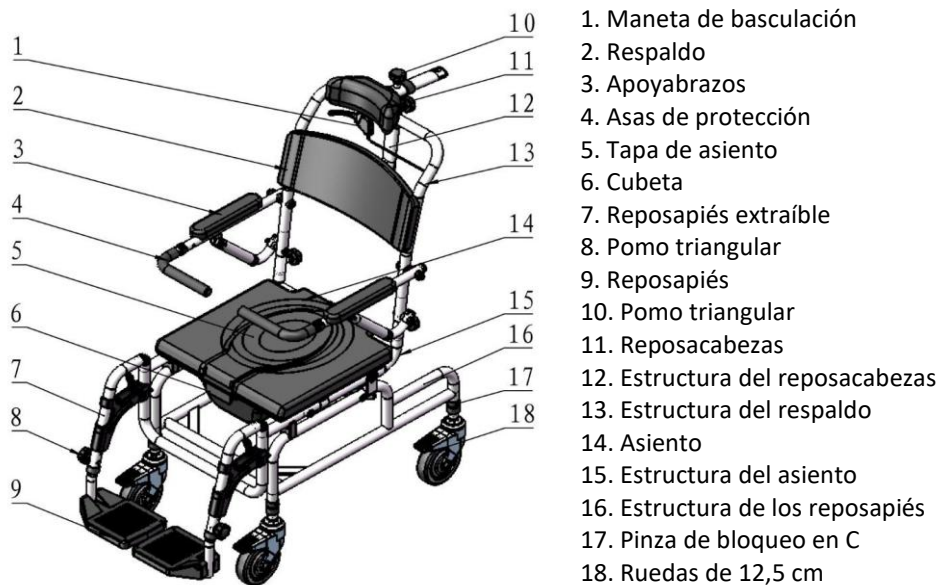 1
2
3
4
5
6
7
8
9
10
11
12
13
14
15
16
17
18
1. Maneta de basculación
2. Respaldo
3. Apoyabrazos
4. Asas de protección
5. Tapa de asiento
6. Cubeta
7. Reposapiés extraíble
8. Pomo triangular
9. Reposapiés
10. Pomo triangular
11. Reposacabezas
12. Estructura del reposacabezas
13. Estructura del respaldo
14. Asiento
15. Estructura del asiento
16. Estructura de los reposapiés
17. Pinza de bloqueo en C
18. Ruedas de 12,5 cm